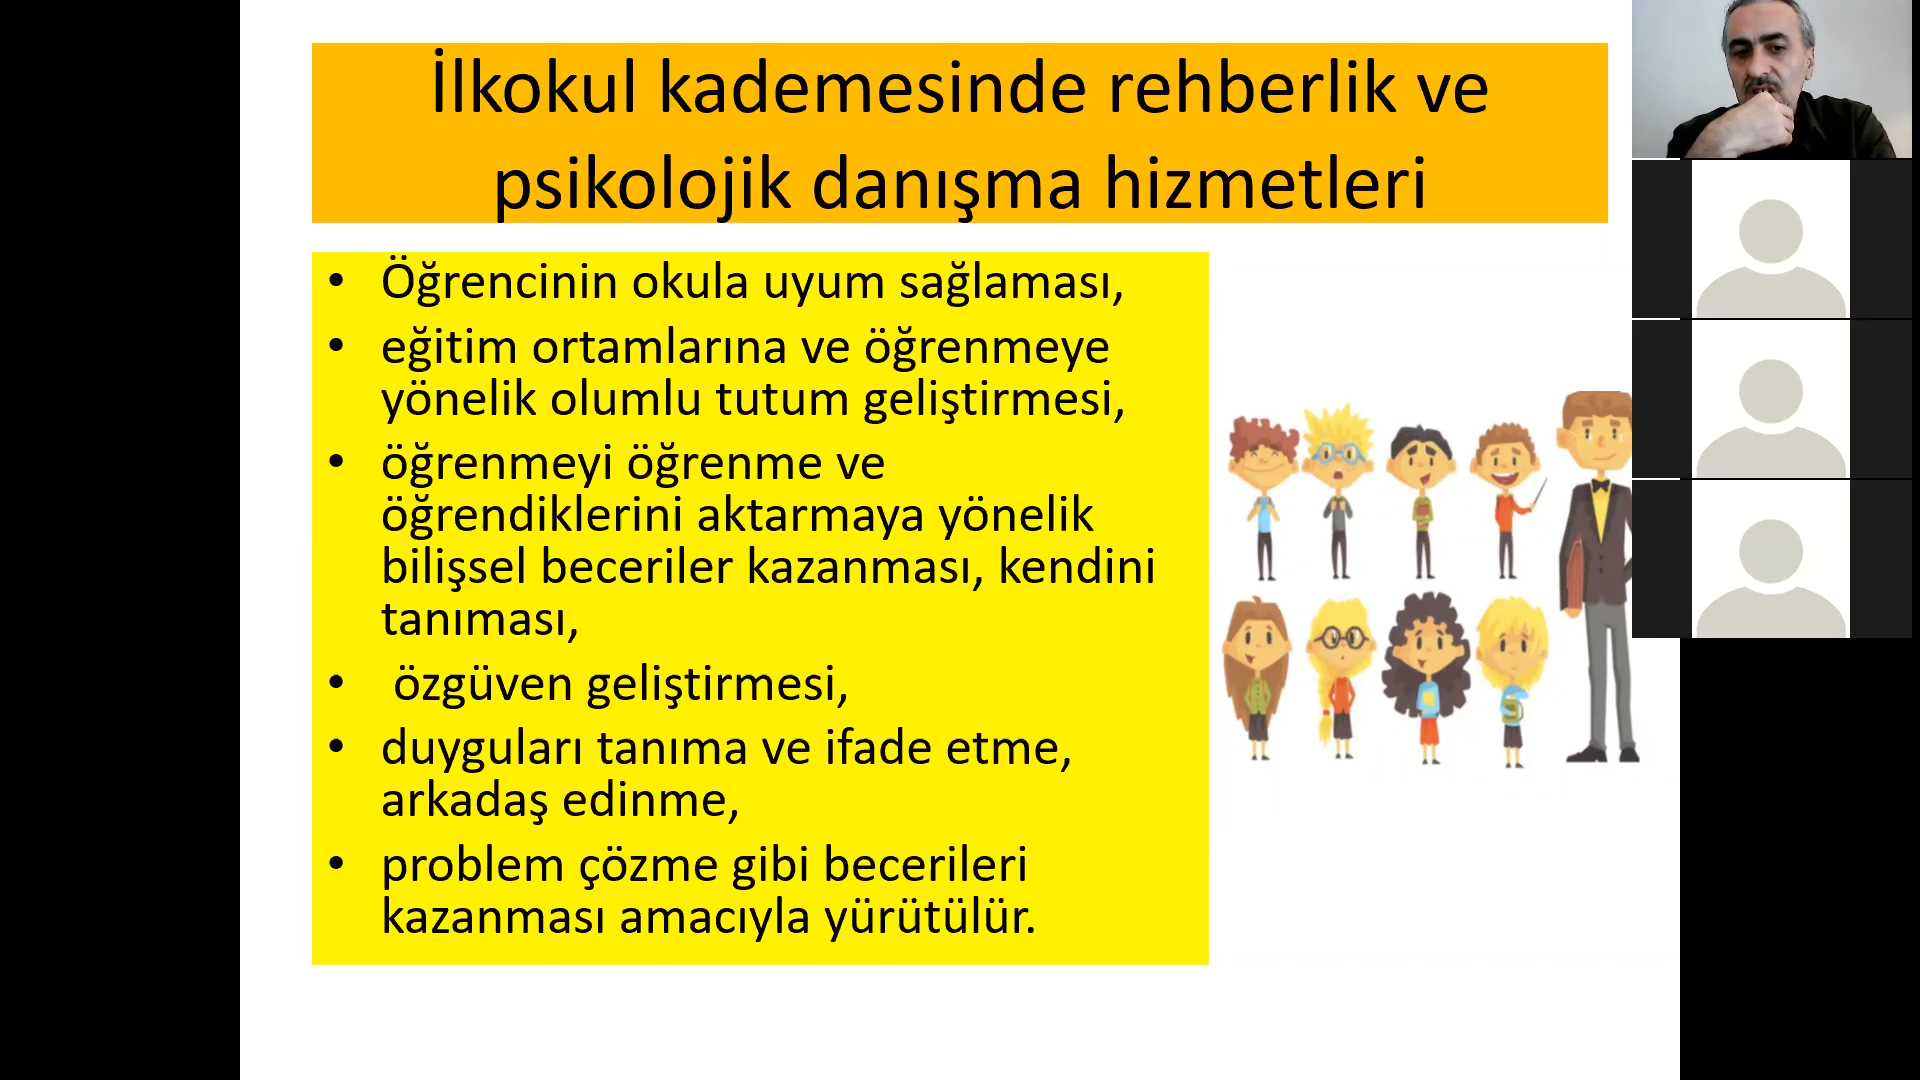 İlkokul kademesinde rehberlik ve
psikolojik danışma hizmetleri
• Öğrencinin okula uyum sağlaması,
• eğitim ortamlarına ve öğrenmeye
yönelik olumlu tutum geliştirmesi,
• öğrenmeyi öğrenme ve
öğrendiklerini aktarmaya yönelik
bilişsel beceriler kazanması, kendini
tanıması,
• özgüven geliştirmesi,
• duyguları tanıma ve ifade etme,
arkadaş edinme,
• problem çözme gibi becerileri
kazanması amacıyla yürütülür.